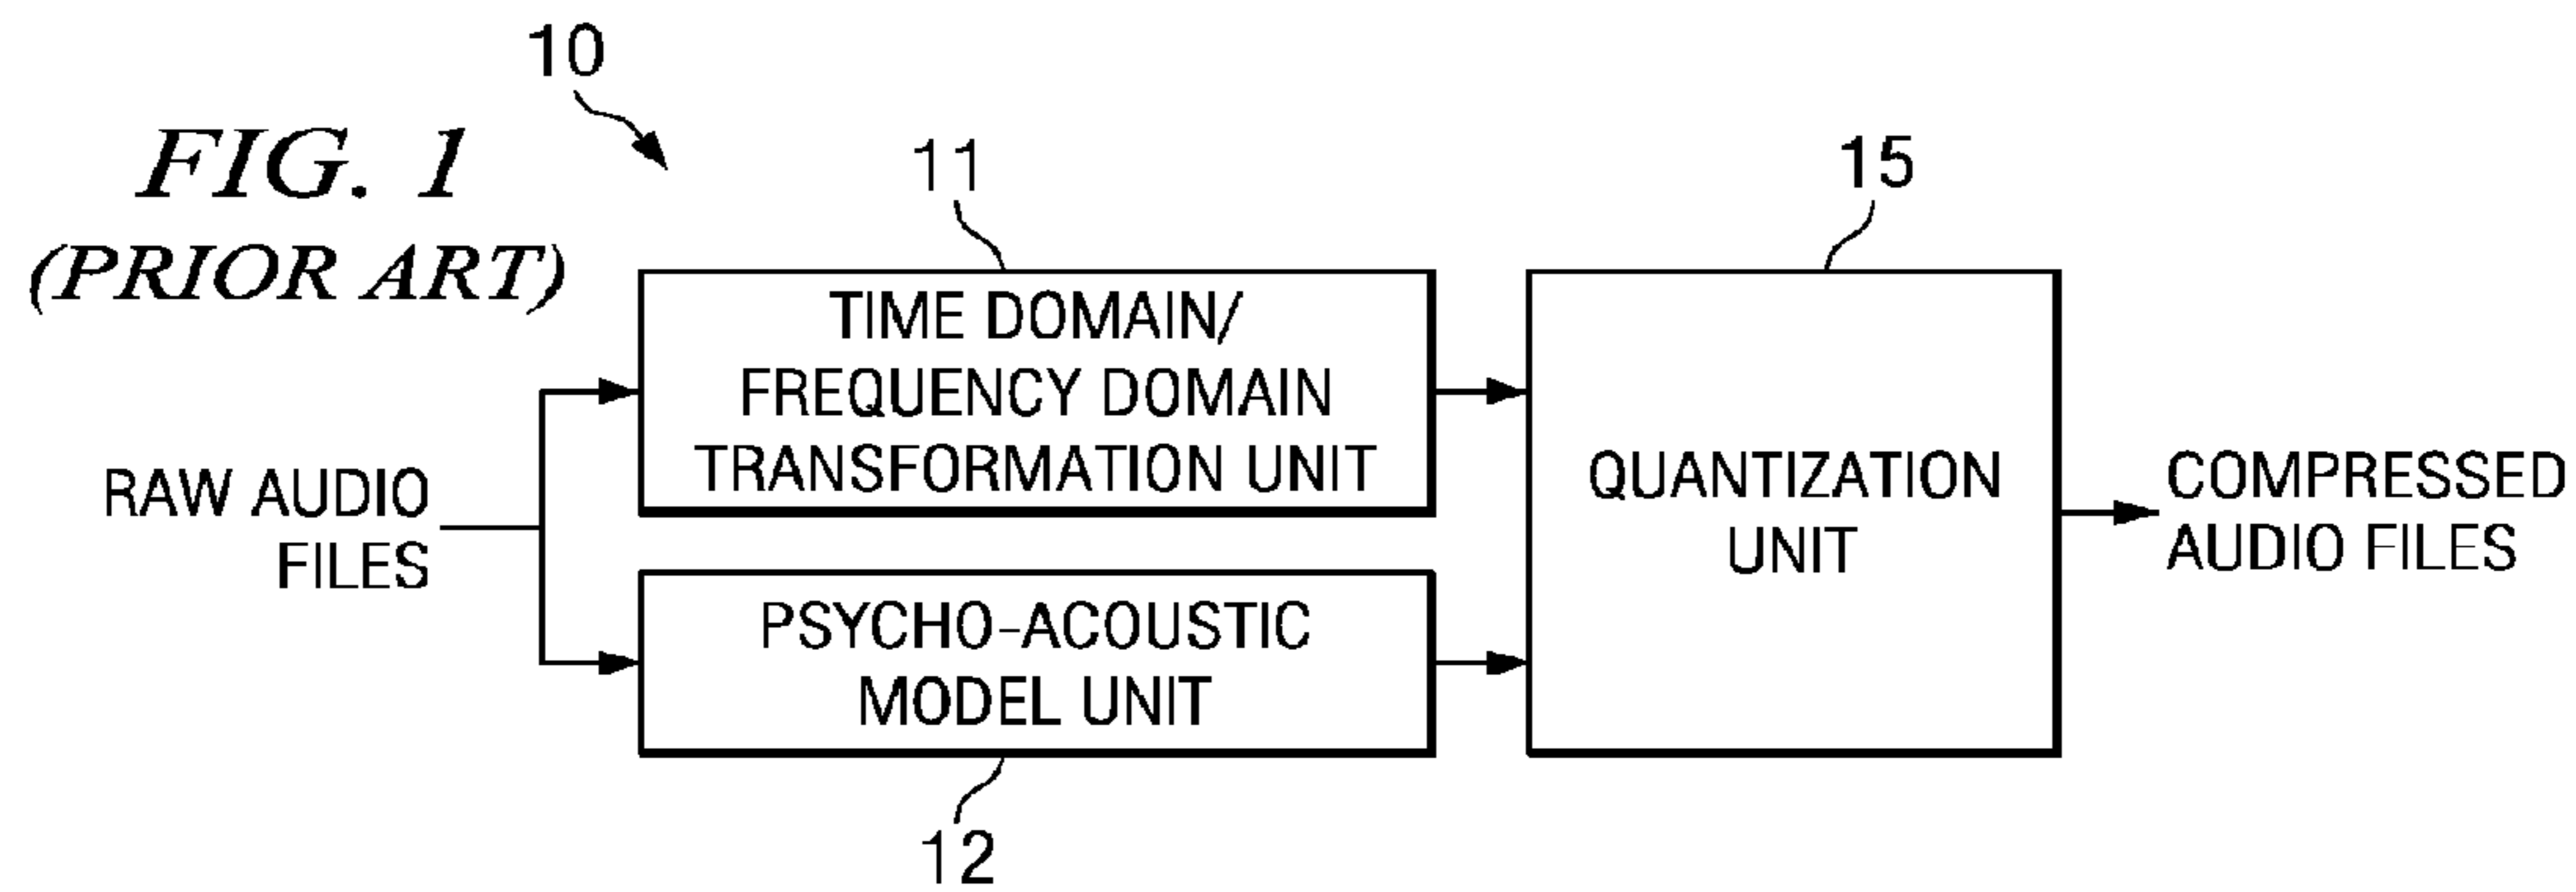 10
FIG. 1
(PRIOR ART)
11
15
TIME DOMAIN/
FREQUENCY DOMAIN
TRANSFORMATION UNIT
RAW AUDIO
FILES
QUANTIZATION
UNIT
COMPRESSED
AUDIO FILES
PSYCHO-ACOUSTIC
MODEL UNIT
12